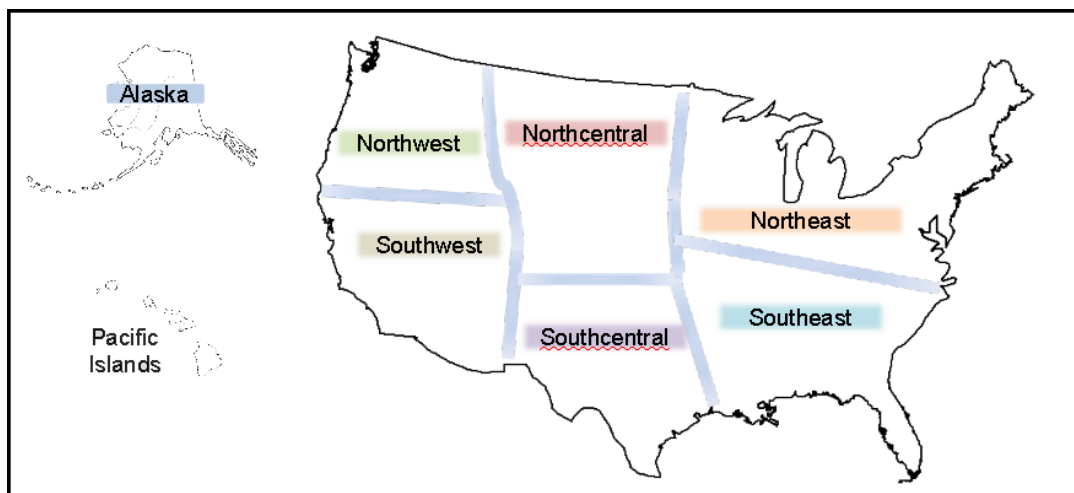 Alaska
Northwest
Northcentral
Southwest
Northeast
Pacific
Islands
Southcentral
Southeast